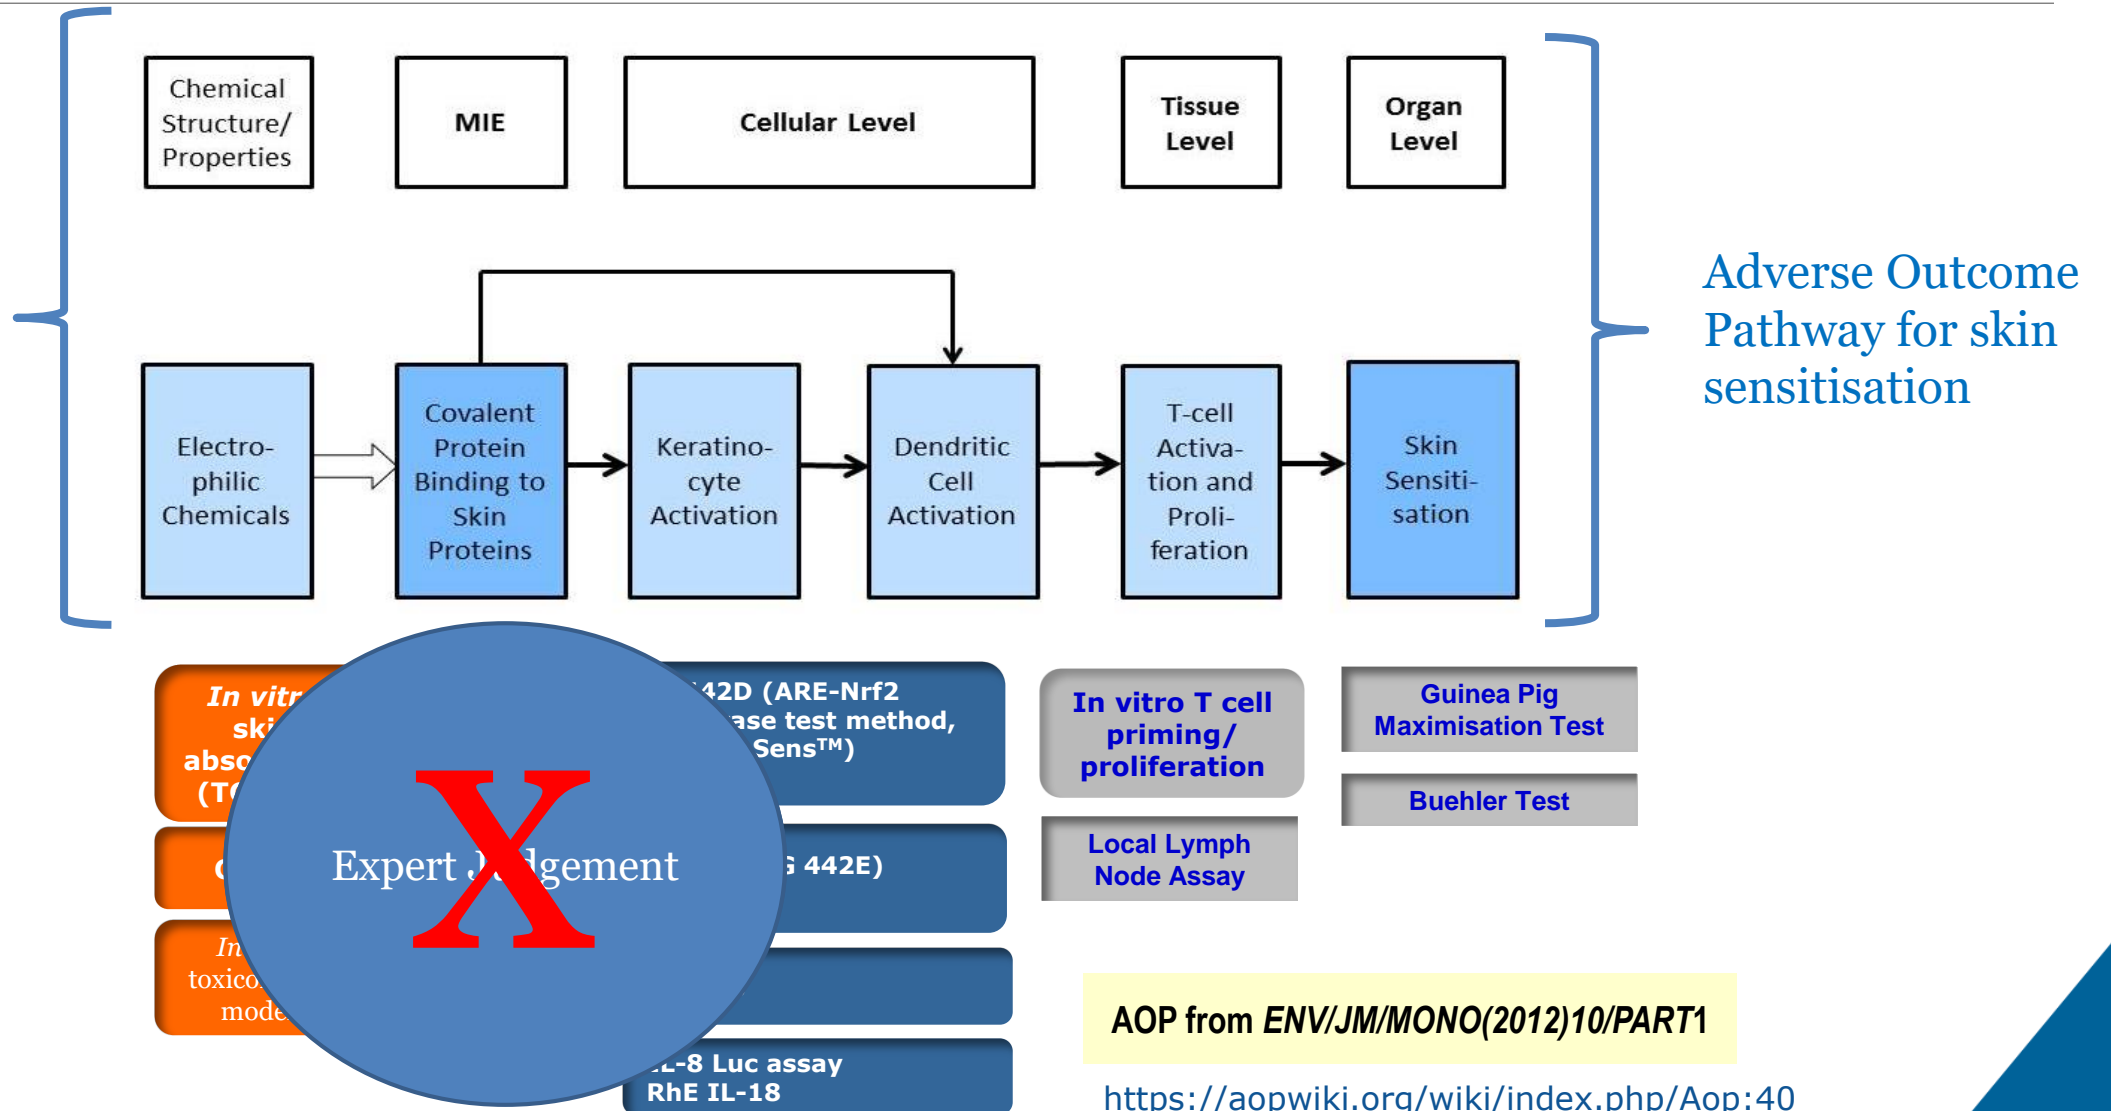 Chemical
Structure/
Properties
MIE
Cellular Level
Tissue
Level
Organ
Level
Adverse Outcome
Pathway for skin
sensitisation
Electro-
philic
Chemicals
Covalent
Protein
Binding to
Skin
Proteins
Keratino-
cyte
Activation
Dendritic
Cell
Activation
T-cell
Activa-
tion and
Proli-
feration
Skin
Sensiti-
sation
In vitr
ski
abso
(T
In
toxico
mode
Expert Judgement
X
42D (ARE-Nrf2
ase test method,
Sens™)
442E)
-8 Luc assay
RhE IL-18
In vitro T cell
priming/
proliferation
Local Lymph
Node Assay
Guinea Pig
Maximisation Test
Buehler Test
AOP from ENV/JM/MONO(2012)10/PART1
https://aopwiki.org/wiki/index.php/Aop:40